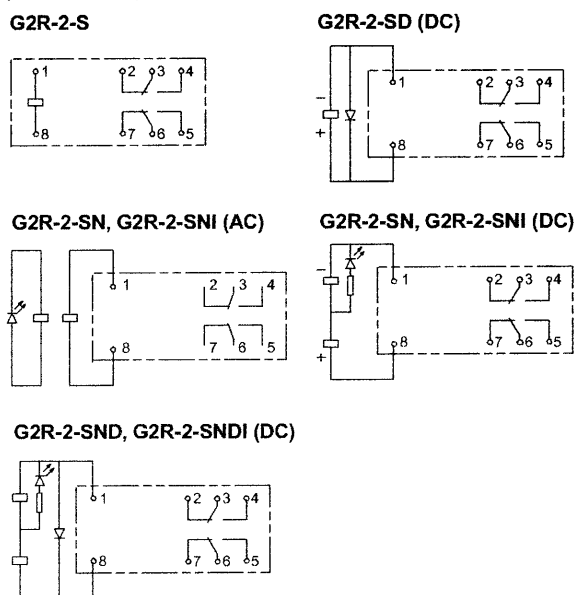 G2R-2-S
1 2 3 4
8 7 6 5
G2R-2-SD (DC)
1 2 3 4
− +
8 7 6 5
G2R-2-SN, G2R-2-SNI (AC)
1 2 3 4
8 7 6 5
G2R-2-SN, G2R-2-SNI (DC)
−
1 2 3 4
+
8 7 6 5
G2R-2-SND, G2R-2-SNDI (DC)
1 2 3 4
8 7 6 5